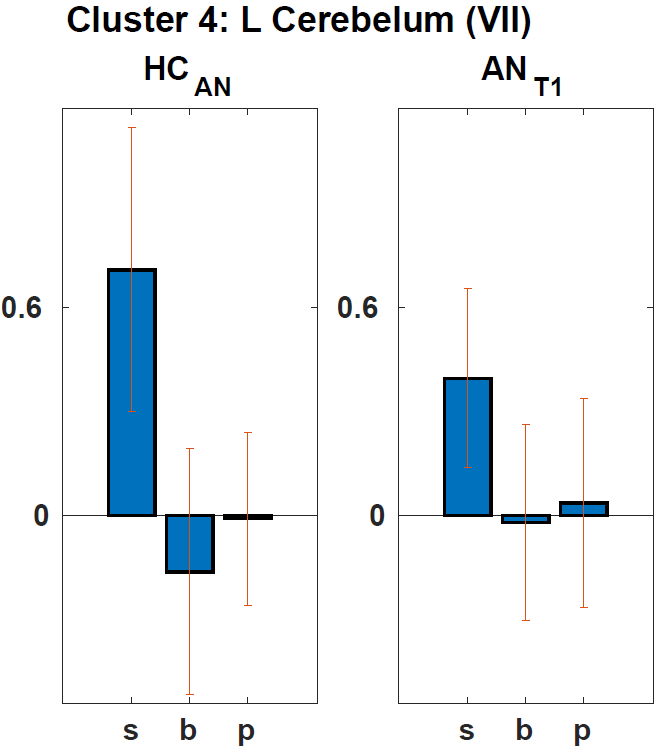 Cluster 4: L Cerebelum (VII)
HC AN
AN T1
0.6
0
s b p
0.6
0
s b p